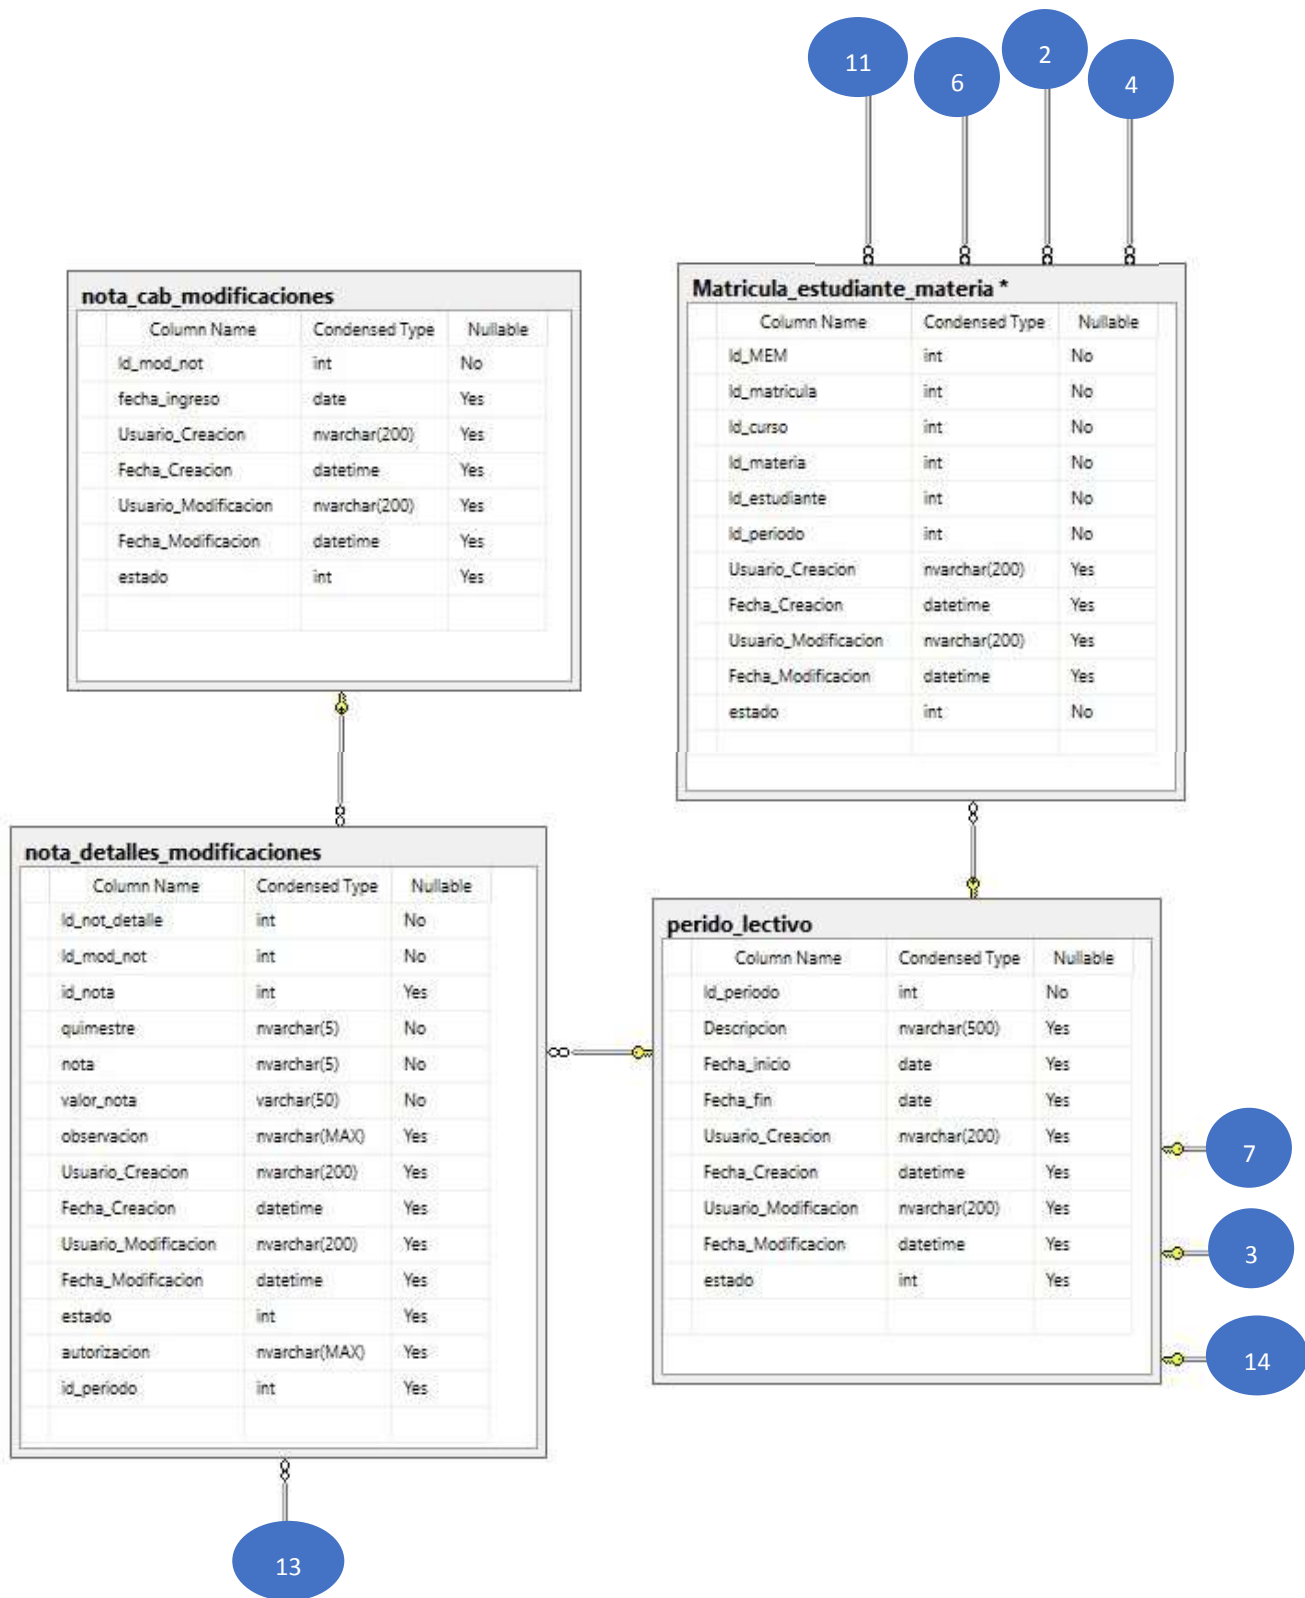 11
6
2
4
nota_cab_modificaciones
Column Name Condensed Type Nullable
Id_mod_not int No
fecha_ingreso date Yes
Usuario_Creacion nvarchar(200) Yes
Fecha_Creacion datetime Yes
Usuario_Modificacion nvarchar(200) Yes
Fecha_Modificacion datetime Yes
estado int Yes
Matricula_estudiante_materia *
Column Name Condensed Type Nullable
Id_MEM int No
Id_matricula int No
Id_curso int No
Id_materia int No
Id_estudiante int No
Id_periodo int No
Usuario_Creacion nvarchar(200) Yes
Fecha_Creacion datetime Yes
Usuario_Modificacion nvarchar(200) Yes
Fecha_Modificacion datetime Yes
estado int No
nota_detalles_modificaciones
Column Name Condensed Type Nullable
Id_not_detalle int No
Id_mod_not int No
id_nota int Yes
quimestre nvarchar(5) No
nota nvarchar(5) No
valor_nota varchar(50) No
observacion nvarchar(MAX) Yes
Usuario_Creacion nvarchar(200) Yes
Fecha_Creacion datetime Yes
Usuario_Modificacion nvarchar(200) Yes
Fecha_Modificacion datetime Yes
estado int Yes
autorizacion nvarchar(MAX) Yes
id_periodo int Yes
perido_lectivo
Column Name Condensed Type Nullable
Id_periodo int No
Descripcion nvarchar(500) Yes
Fecha_inicio date Yes
Fecha_fin date Yes
Usuario_Creacion nvarchar(200) Yes
Fecha_Creacion datetime Yes
Usuario_Modificacion nvarchar(200) Yes
Fecha_Modificacion datetime Yes
estado int Yes
7
3
14
13